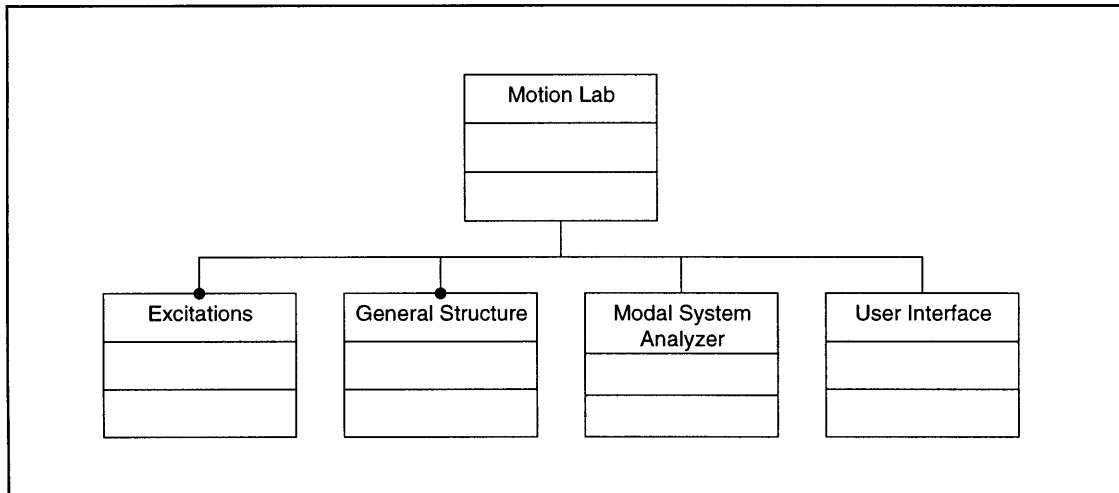 Motion Lab
Excitations
General Structure
Modal System
Analyzer
User Interface